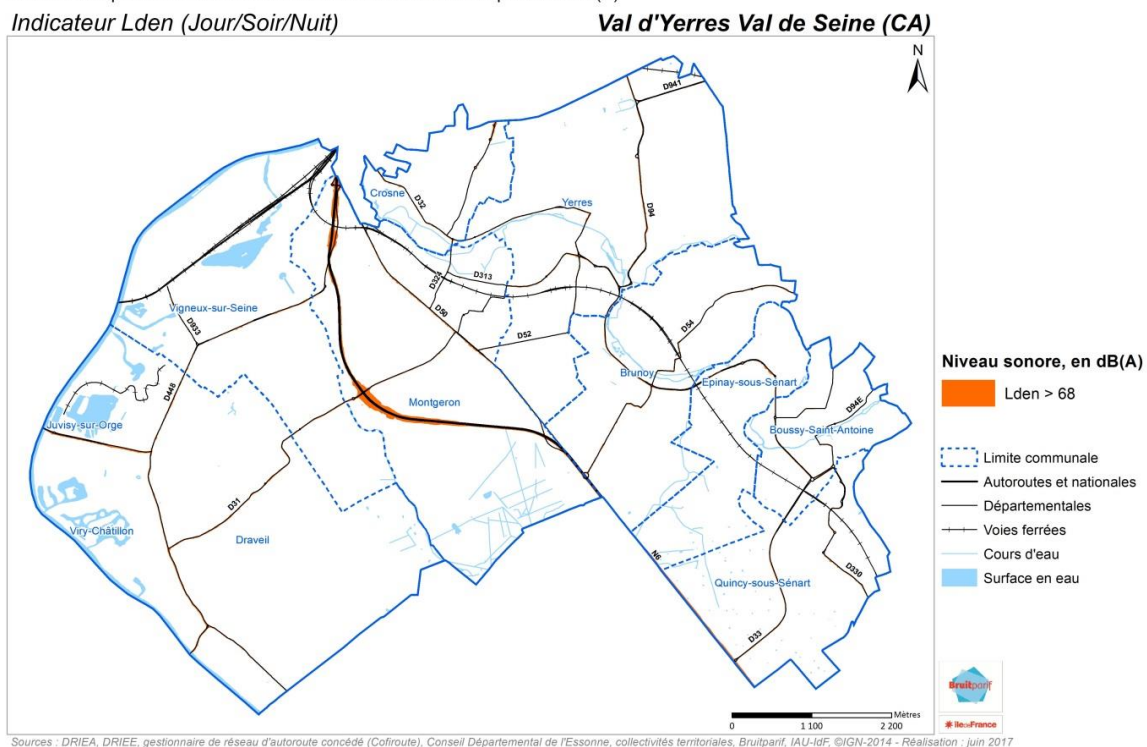 Indicateur Lden (Jour/Soir/Nuit)
Val d'Yerres Val de Seine (CA)
N
D941
Crosne
D32
Yerres
D94
D313
D324
D50
D52
Vigneux-sur-Seine
D933
D54
Brunoy
Epinay-sous-Sénart
D448
Montgeron
D94E
Boussy-Saint-Antoine
Juvisy-sur-Orge
D31
Viry-Châtillon
Draveil
N6
Quincy-sous-Sénart
D330
D33
Niveau sonore, en dB(A)
Lden > 68
Limite communale
Autoroutes et nationales
Départementales
Voies ferrées
Cours d'eau
Surface en eau
Bruitparif
île de France
Mètres
0 1 100 2 200
Sources : DRIEA, DRIEE, gestionnaire de réseau d'autoroute concédé (Cofiroute), Conseil Départemental de l'Essonne, collectivités territoriales, Bruitparif, IAU-IdF, ©IGN-2014 - Réalisation : juin 2017